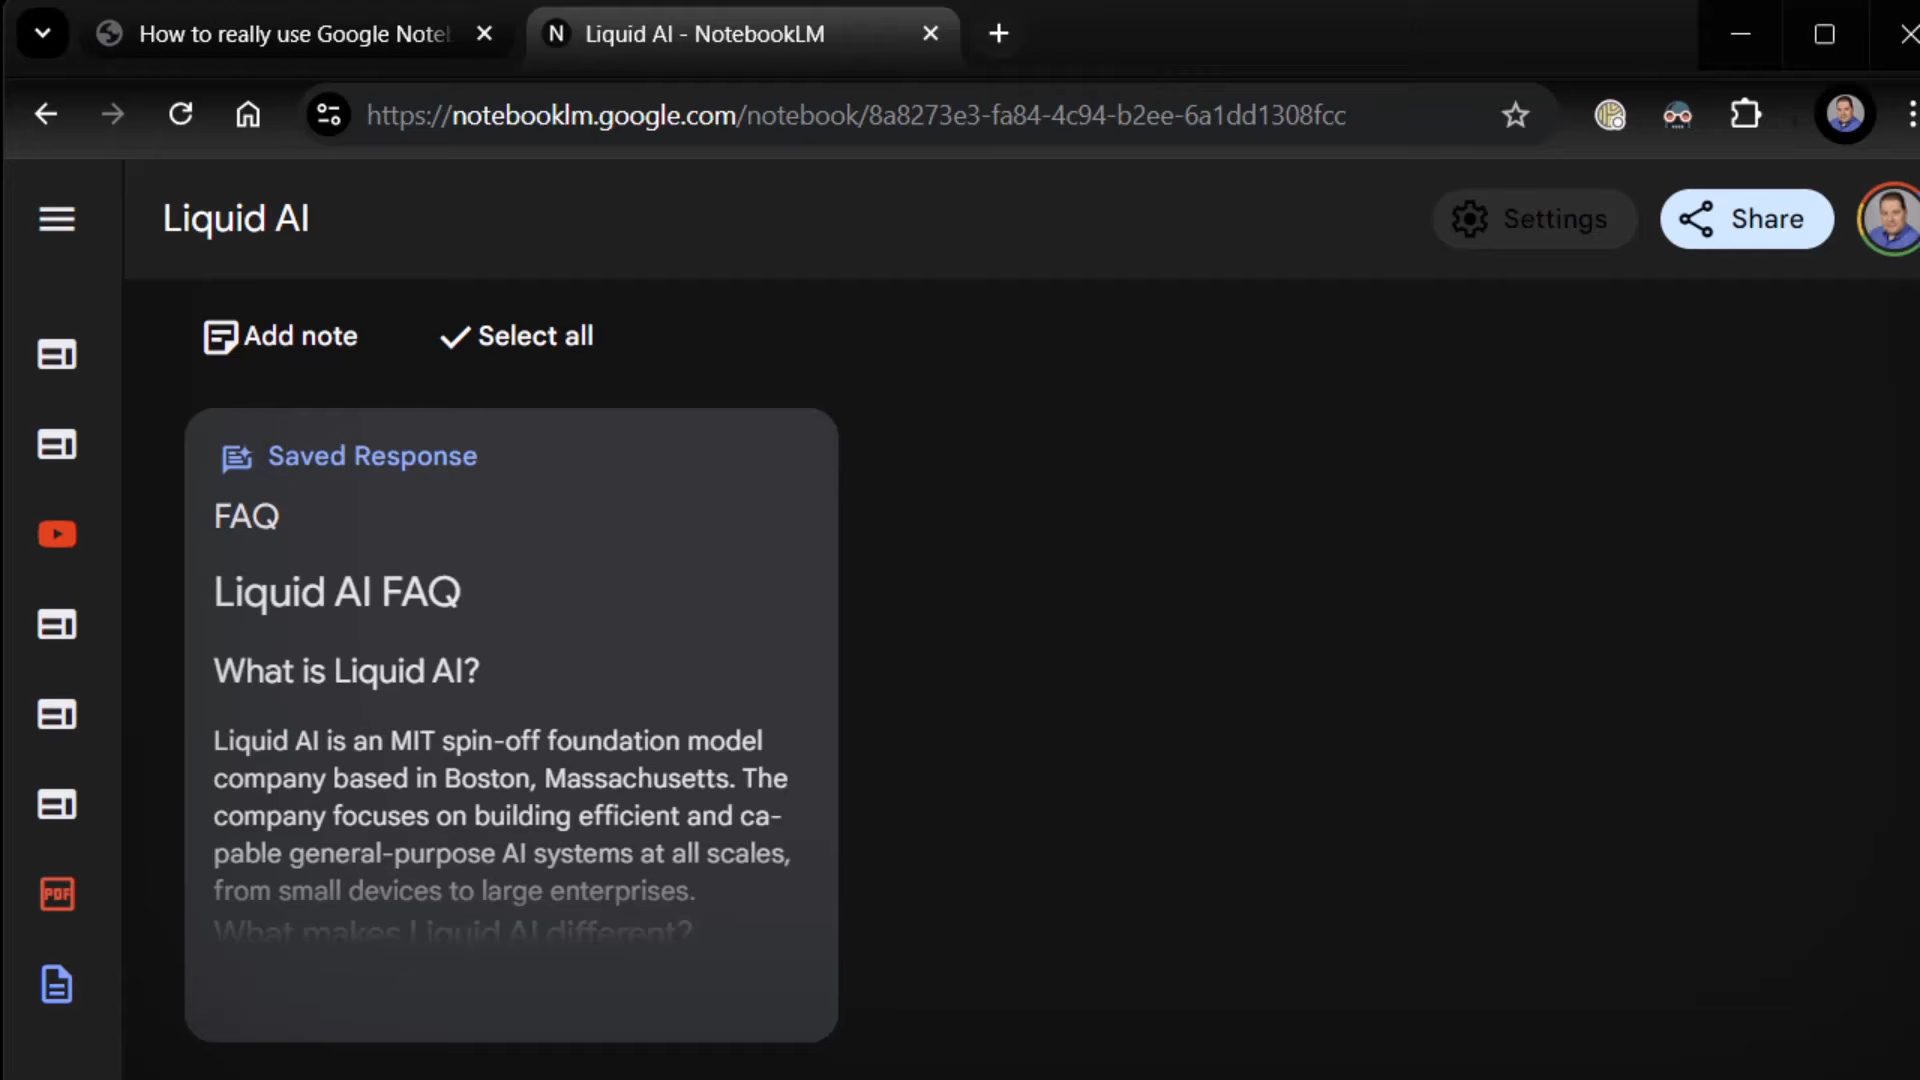 How to really use Google Note
Liquid AI - NotebookLM
https://notebooklm.google.com/notebook/8a8273e3-fa84-4c94-b2ee-6a1dd1308fcc
Liquid AI
Settings
Share
Add note
Select all
Saved Response
FAQ
Liquid AI FAQ
What is Liquid AI?
Liquid AI is an MIT spin-off foundation model
company based in Boston, Massachusetts. The
company focuses on building efficient and ca-
pable general-purpose AI systems at all scales,
from small devices to large enterprises.
What makes Liquid AI different?
PDF